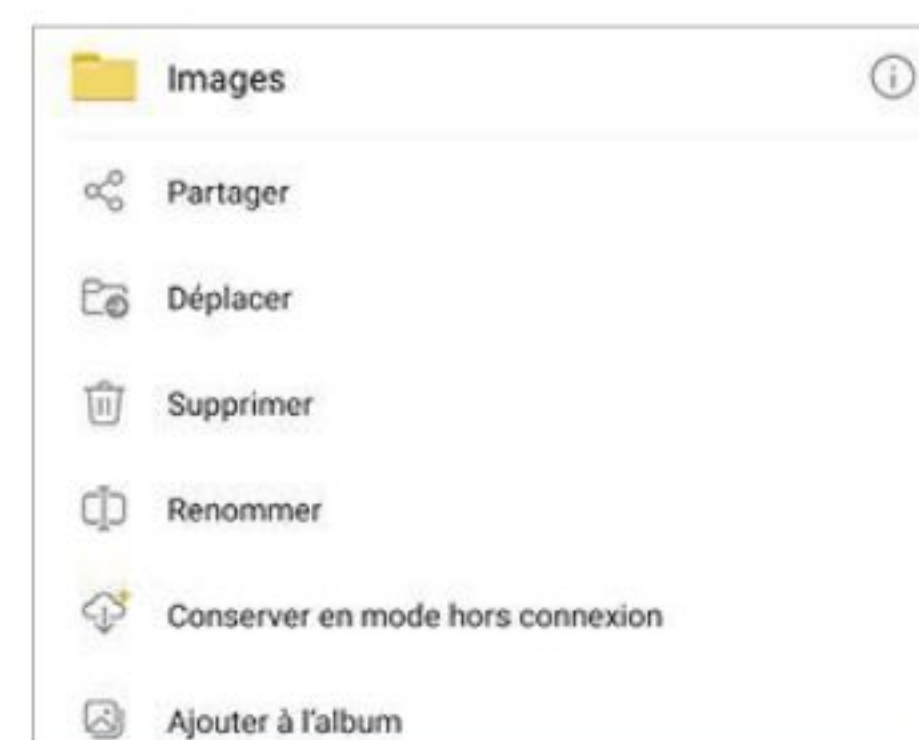 Images
Partager
Déplacer
Supprimer
Renommer
Conserver en mode hors connexion
Ajouter à l'album